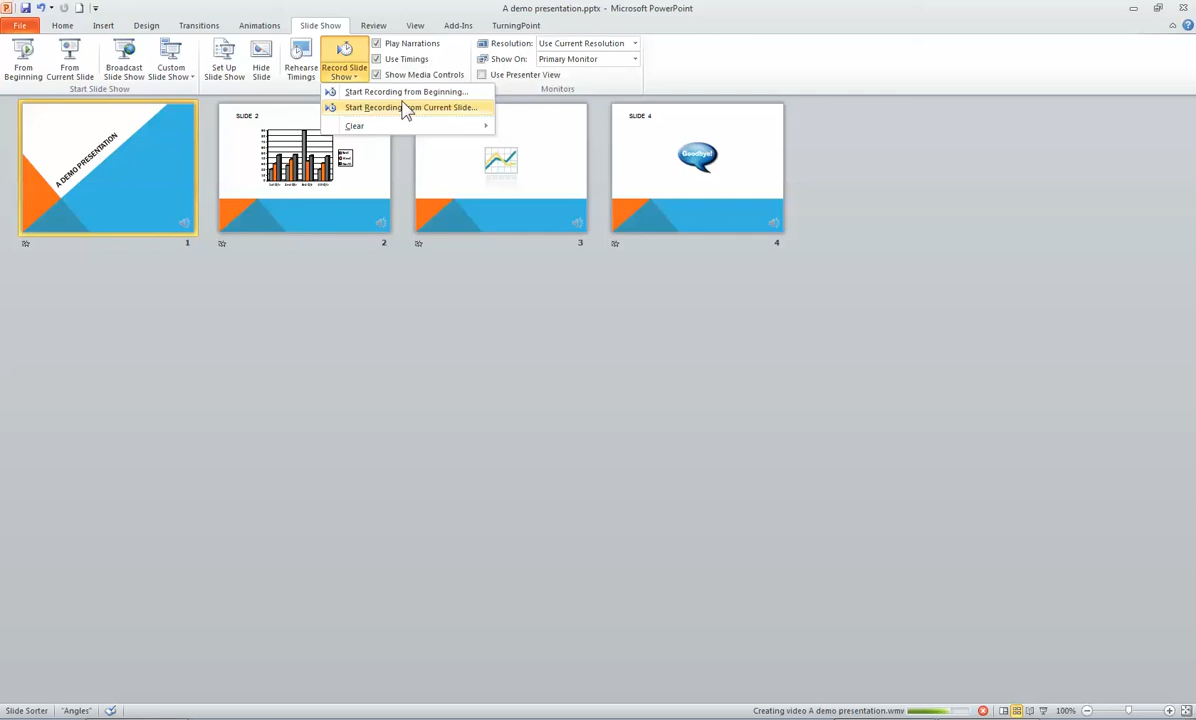 A demo presentation.pptx - Microsoft PowerPoint
File Home Insert Design Transitions Animations Slide Show Review View Add-Ins TurningPoint
From Beginning
From Current Slide
Broadcast Slide Show
Custom Slide Show
Start Slide Show
Set Up Slide Show
Hide Slide
Rehearse Timings
Record Slide Show
Play Narrations
Use Timings
Show Media Controls
Resolution: Use Current Resolution
Show On: Primary Monitor
Use Presenter View
Monitors
Start Recording from Beginning...
Start Recording from Current Slide...
Clear
A DEMO PRESENTATION
1
SLIDE 2
2
3
SLIDE 4
Goodbye!
4
Slide Sorter "Angles" Creating video A demo presentation.wmv 100%